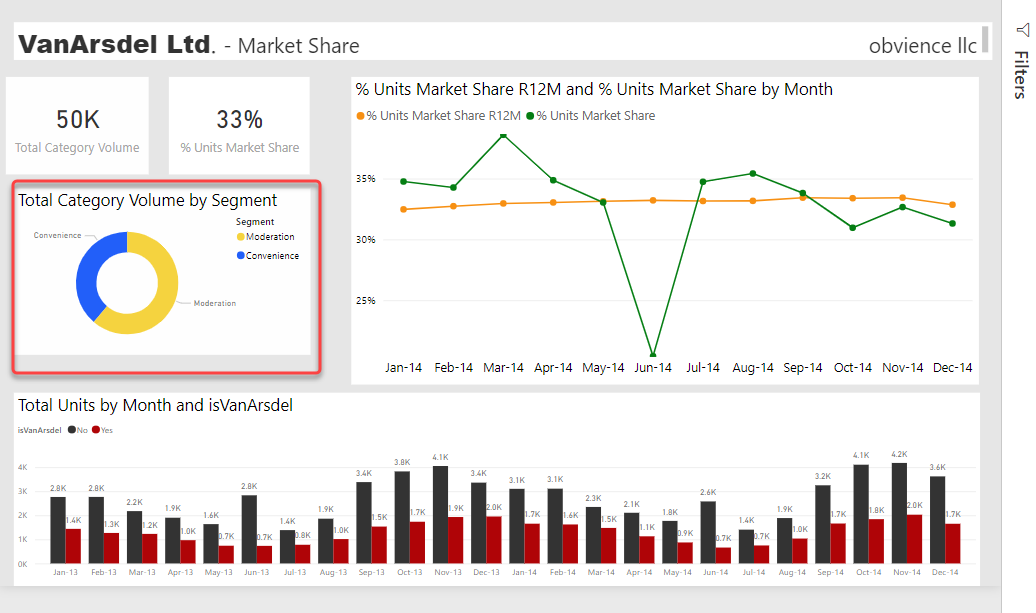 VanArsdel Ltd. - Market Share
obvience llc
Filters
50K
Total Category Volume
33%
% Units Market Share
% Units Market Share R12M and % Units Market Share by Month
% Units Market Share R12M % Units Market Share
35%
30%
25%
Jan-14 Feb-14 Mar-14 Apr-14 May-14 Jun-14 Jul-14 Aug-14 Sep-14 Oct-14 Nov-14 Dec-14
Total Category Volume by Segment
Segment
Moderation
Convenience
Convenience
Moderation
Total Units by Month and isVanArsdel
isVanArsdel No Yes
4K
3K
2K
1K
0K
2.8K 1.4K 2.8K 1.3K 2.2K 1.2K 1.9K 1.0K 1.6K 0.7K 2.8K 0.7K 1.4K 0.8K 1.9K 1.0K 3.4K 1.5K 3.8K 1.7K 4.1K 1.9K 3.4K 2.0K 3.1K 1.7K 3.1K 1.6K 2.3K 1.5K 2.1K 1.1K 1.8K 0.9K 2.6K 0.7K 1.4K 0.7K 1.9K 1.0K 3.2K 1.7K 4.1K 1.8K 4.2K 2.0K 3.6K 1.7K
Jan-13 Feb-13 Mar-13 Apr-13 May-13 Jun-13 Jul-13 Aug-13 Sep-13 Oct-13 Nov-13 Dec-13 Jan-14 Feb-14 Mar-14 Apr-14 May-14 Jun-14 Jul-14 Aug-14 Sep-14 Oct-14 Nov-14 Dec-14